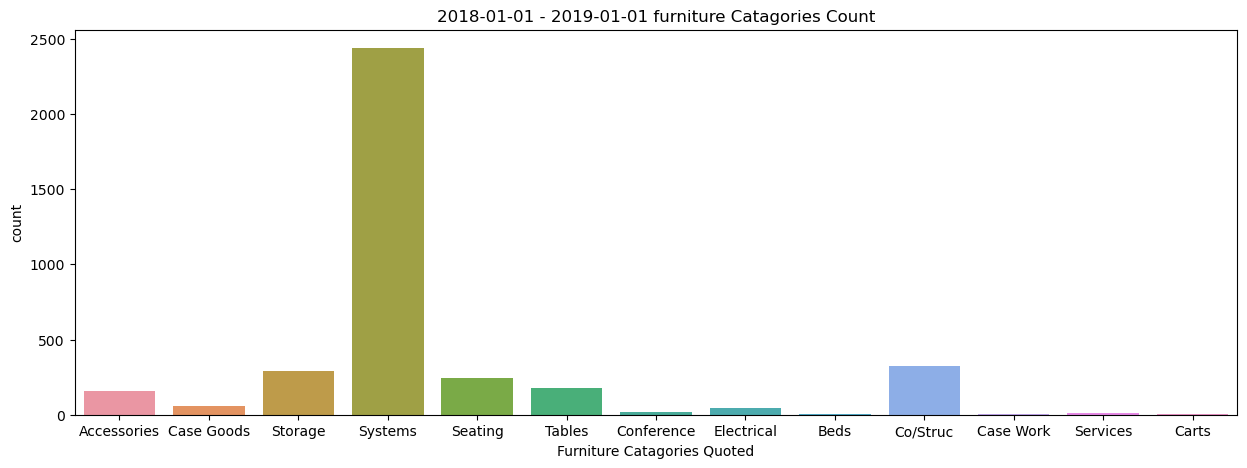 2018-01-01 - 2019-01-01 furniture Catagories Count
2500
2000
1500
1000
500
0
count
Accessories Case Goods Storage Systems Seating Tables Conference Electrical Beds Co/Struc Case Work Services Carts
Furniture Catagories Quoted